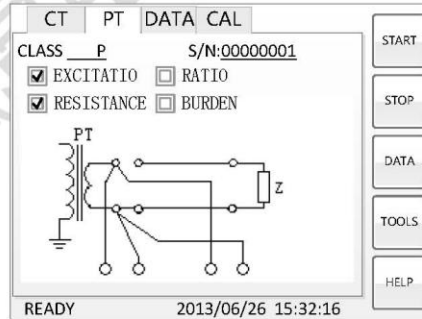 CT PT DATA CAL
CLASS P S/N:00000001
EXCITATIO RATIO
RESISTANCE BURDEN
PT
Z
READY 2013/06/26 15:32:16
START
STOP
DATA
TOOLS
HELP